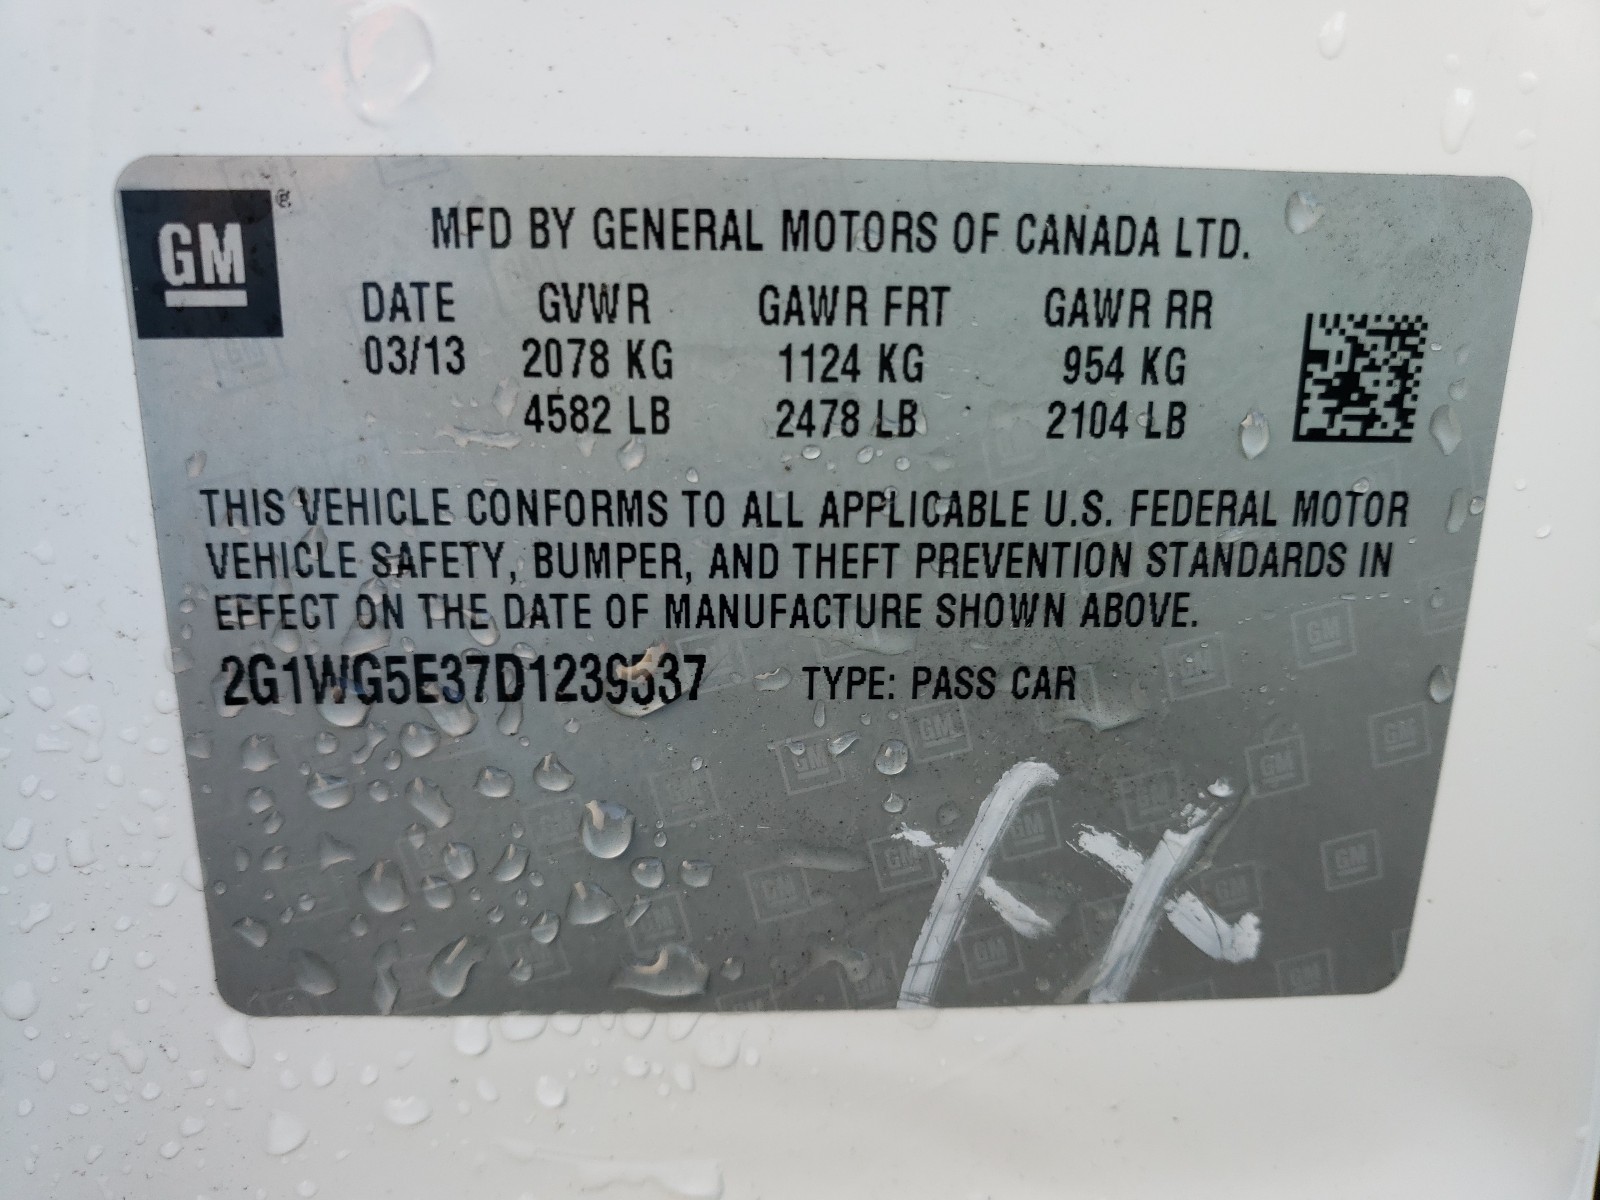 GM®
MFD BY GENERAL MOTORS OF CANADA LTD.
DATE GVWR GAWR FRT GAWR RR
03/13 2078 KG 1124 KG 954 KG
4582 LB 2478 LB 2104 LB
THIS VEHICLE CONFORMS TO ALL APPLICABLE U.S. FEDERAL MOTOR
VEHICLE SAFETY, BUMPER, AND THEFT PREVENTION STANDARDS IN
EFFECT ON THE DATE OF MANUFACTURE SHOWN ABOVE.
2G1WG5E37D1239537 TYPE: PASS CAR